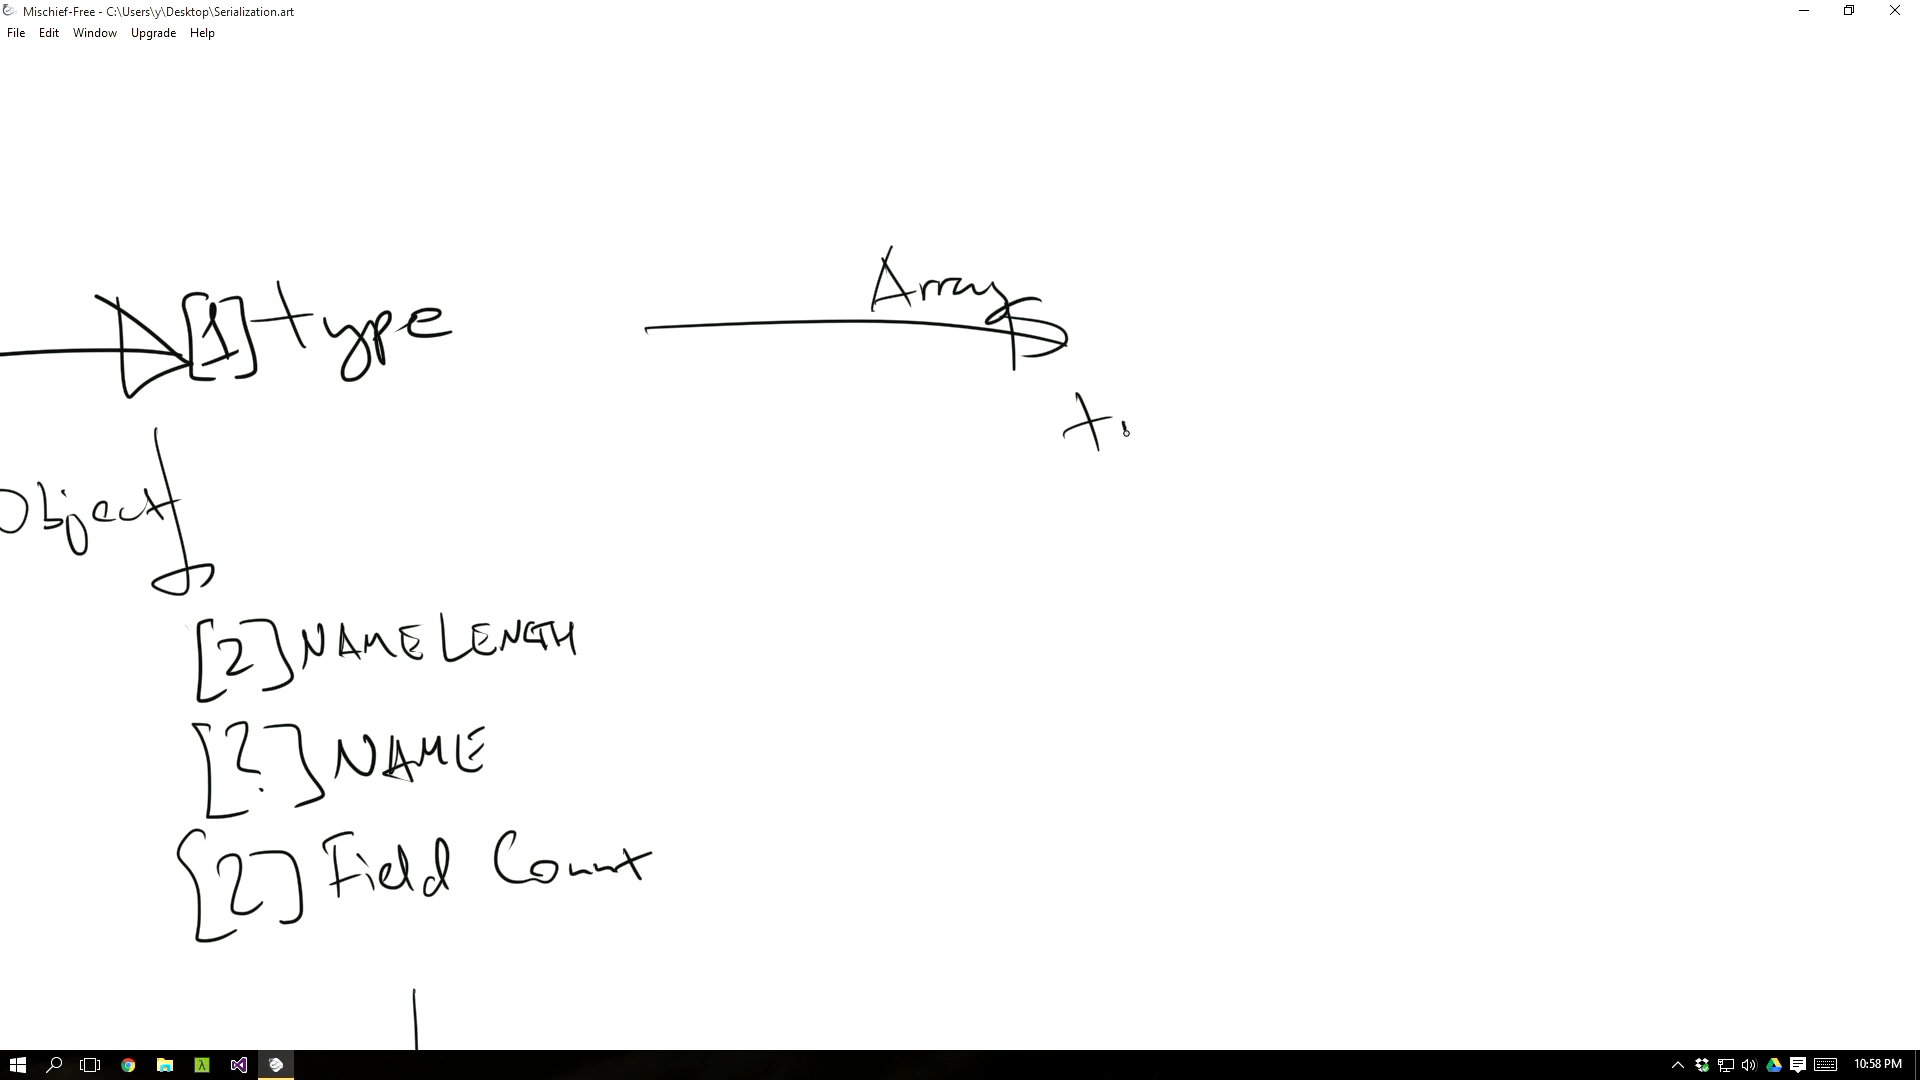 Mischief-Free - C:\Users\y\Desktop\Serialization.art
File Edit Window Upgrade Help
Array
[1] type
Object
[2] NAME LENGTH
[?] NAME
[2] Field Count
10:58 PM